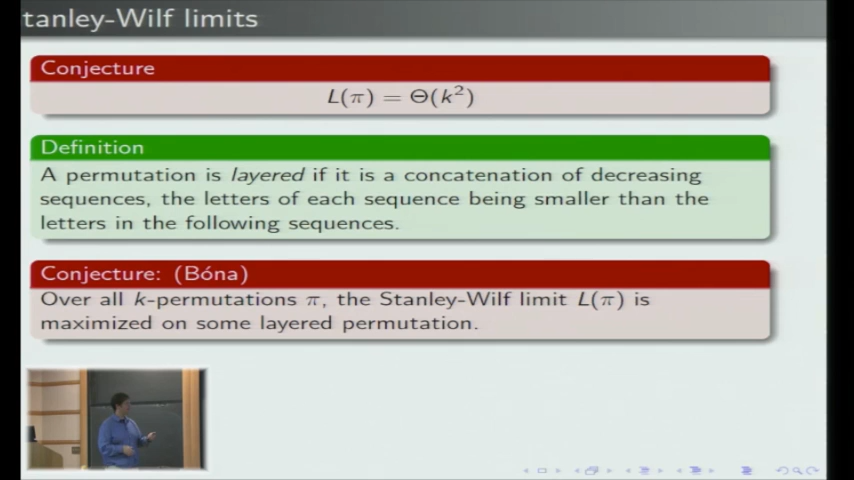 tanley-Wilf limits
Conjecture
L(π) = Θ(k²)
Definition
A permutation is layered if it is a concatenation of decreasing
sequences, the letters of each sequence being smaller than the
letters in the following sequences.
Conjecture: (Bóna)
Over all k-permutations π, the Stanley-Wilf limit L(π) is
maximized on some layered permutation.